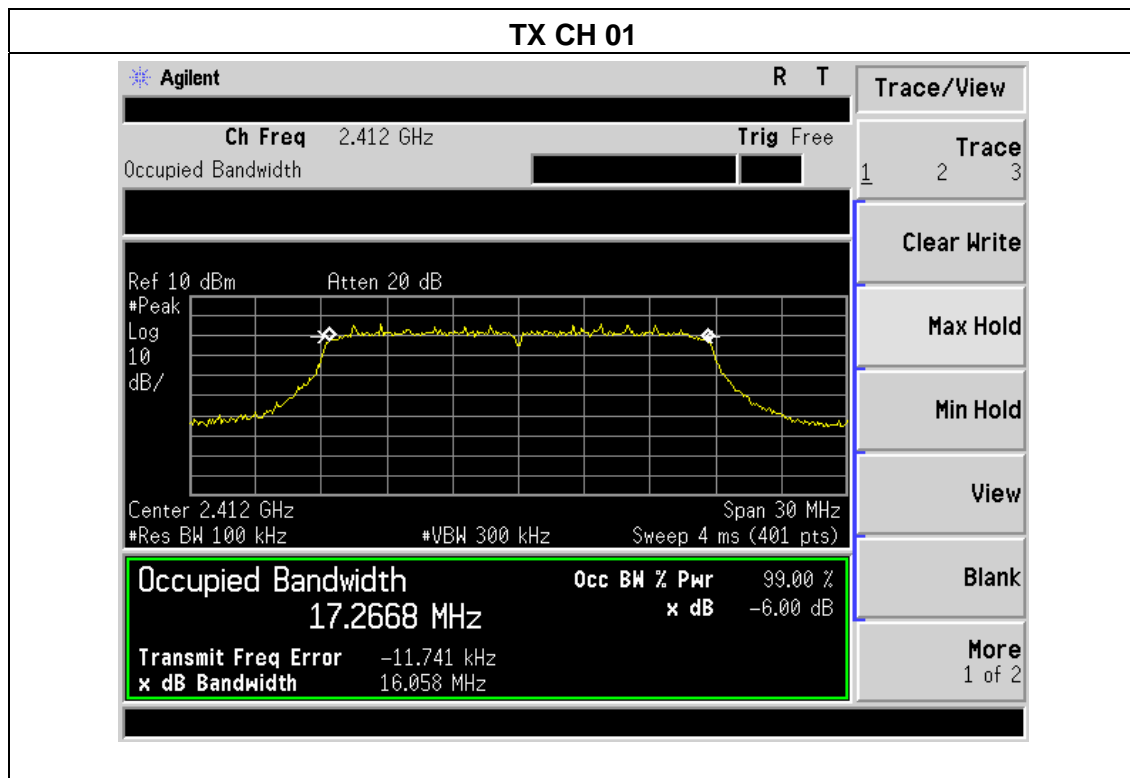 TX CH 01
Agilent R T
Trace/View
Ch Freq 2.412 GHz Trig Free
Occupied Bandwidth
Trace
1 2 3
Clear Write
Ref 10 dBm Atten 20 dB
#Peak
Log
10
dB/
Max Hold
Min Hold
View
Center 2.412 GHz Span 30 MHz
#Res BW 100 kHz #VBW 300 kHz Sweep 4 ms (401 pts)
Occupied Bandwidth Occ BW % Pwr 99.00 %
17.2668 MHz x dB -6.00 dB
Transmit Freq Error -11.741 kHz
x dB Bandwidth 16.058 MHz
Blank
More
1 of 2